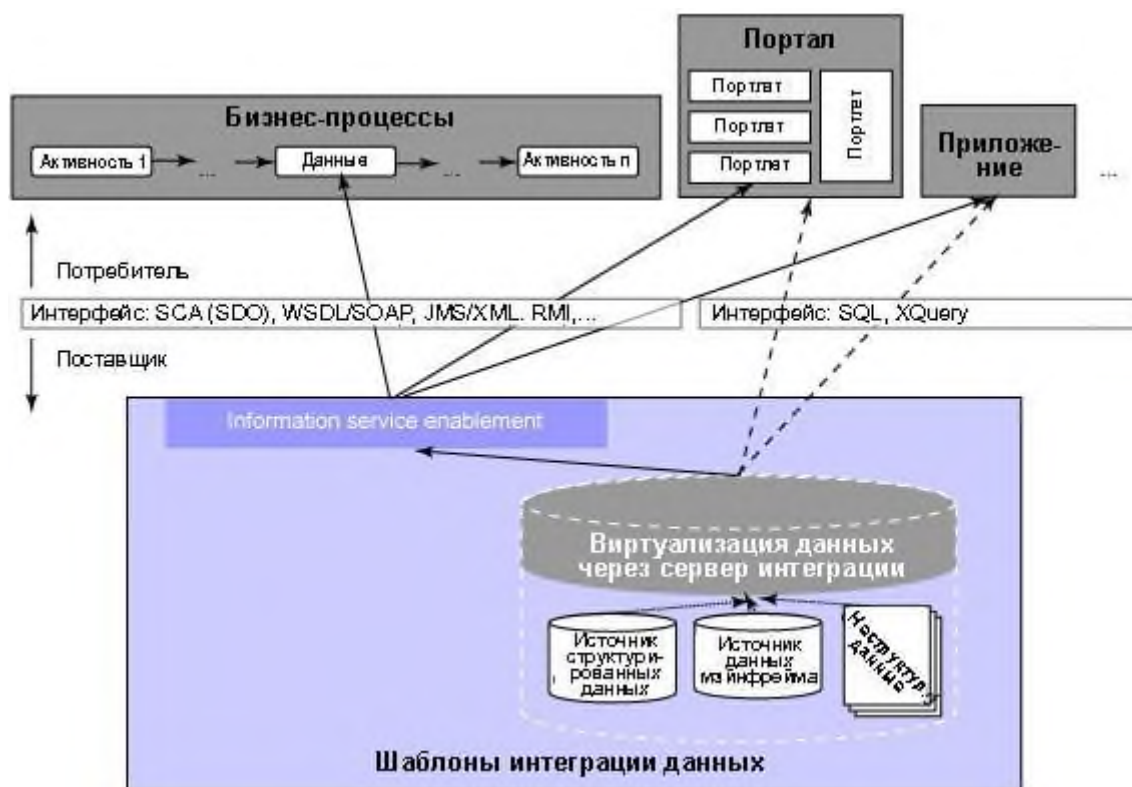 Портал
Портлет
Портлет
Портлет
Портлет
Бизнес-процессы
Активность 1
...
Данные
...
Активность n
Приложе-
ние
...
Потребитель
Интерфейс: SCA (SDO), WSDL/SOAP, JMS/XML. RMI,...
Интерфейс: SQL, XQuery
Поставщик
Information service enablement
Виртуализация данных
через сервер интеграции
Источник
структури-
рованных
данных
Источник
данных
мэйнфрейма
данные
Шаблоны интеграции данных